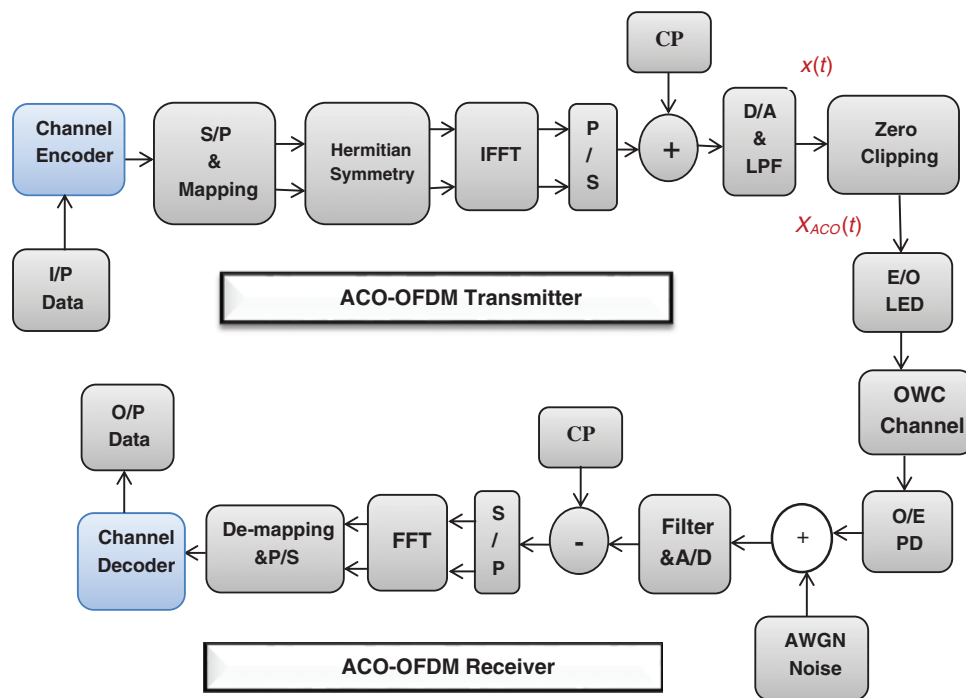 CP
x(t)
Channel
Encoder
S/P
&
Mapping
Hermitian
Symmetry
IFFT
P
/
S
+
D/A
&
LPF
Zero
Clipping
I/P
Data
X_ACO(t)
ACO-OFDM Transmitter
E/O
LED
OWC
Channel
O/P
Data
CP
Channel
Decoder
De-mapping
&P/S
FFT
S
/
P
-
Filter
&A/D
+
O/E
PD
AWGN
Noise
ACO-OFDM Receiver